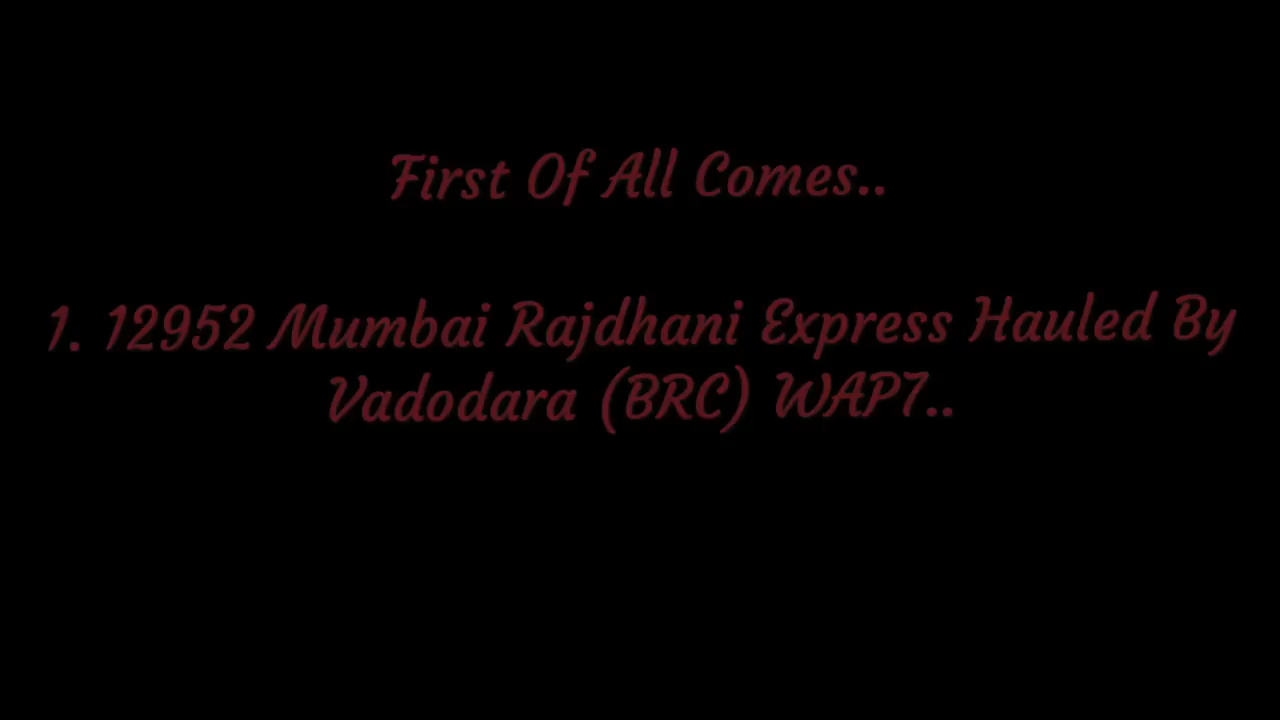 First Of All Comes..
1. 12952 Mumbai Rajdhani Express Hauled By
Vadodara (BRC) WAP7..